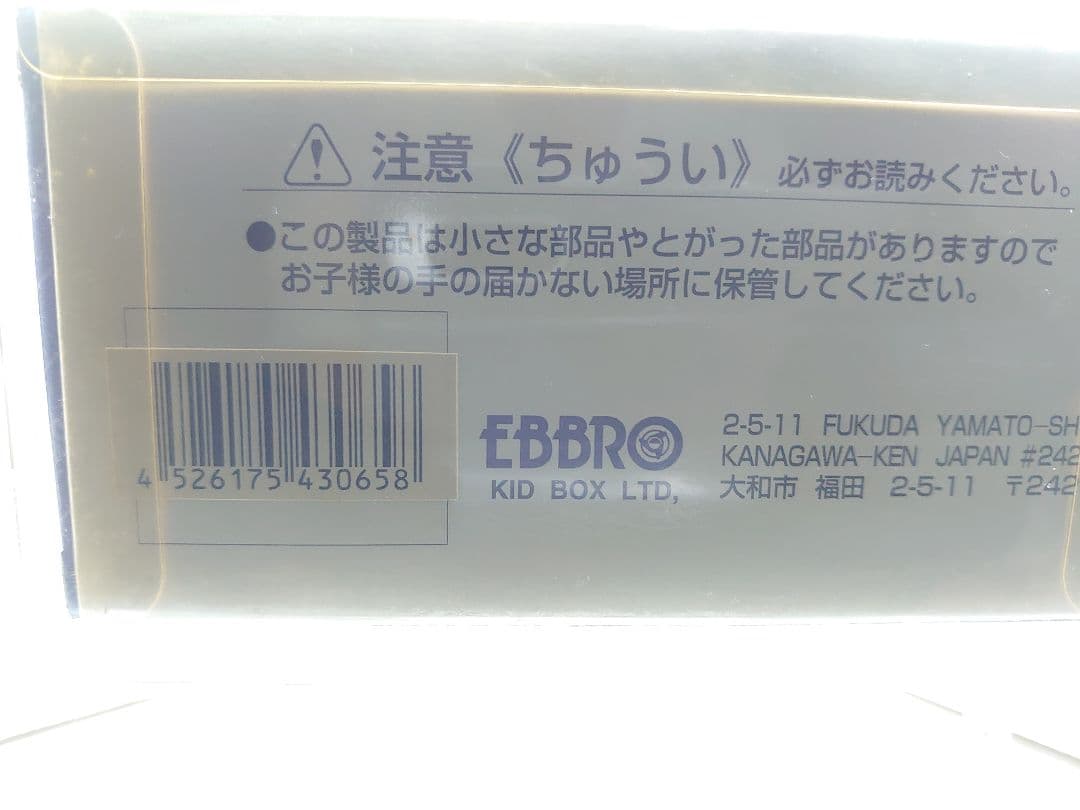 注意《ちゅうい》必ずお読みください。
●この製品は小さな部品やとがった部品がありますので
お子様の手の届かない場所に保管してください。
4 526175 430658
EBBRO
KID BOX LTD,
2-5-11 FUKUDA YAMATO-SH
KANAGAWA-KEN JAPAN #242
大和市 福田 2-5-11 〒242